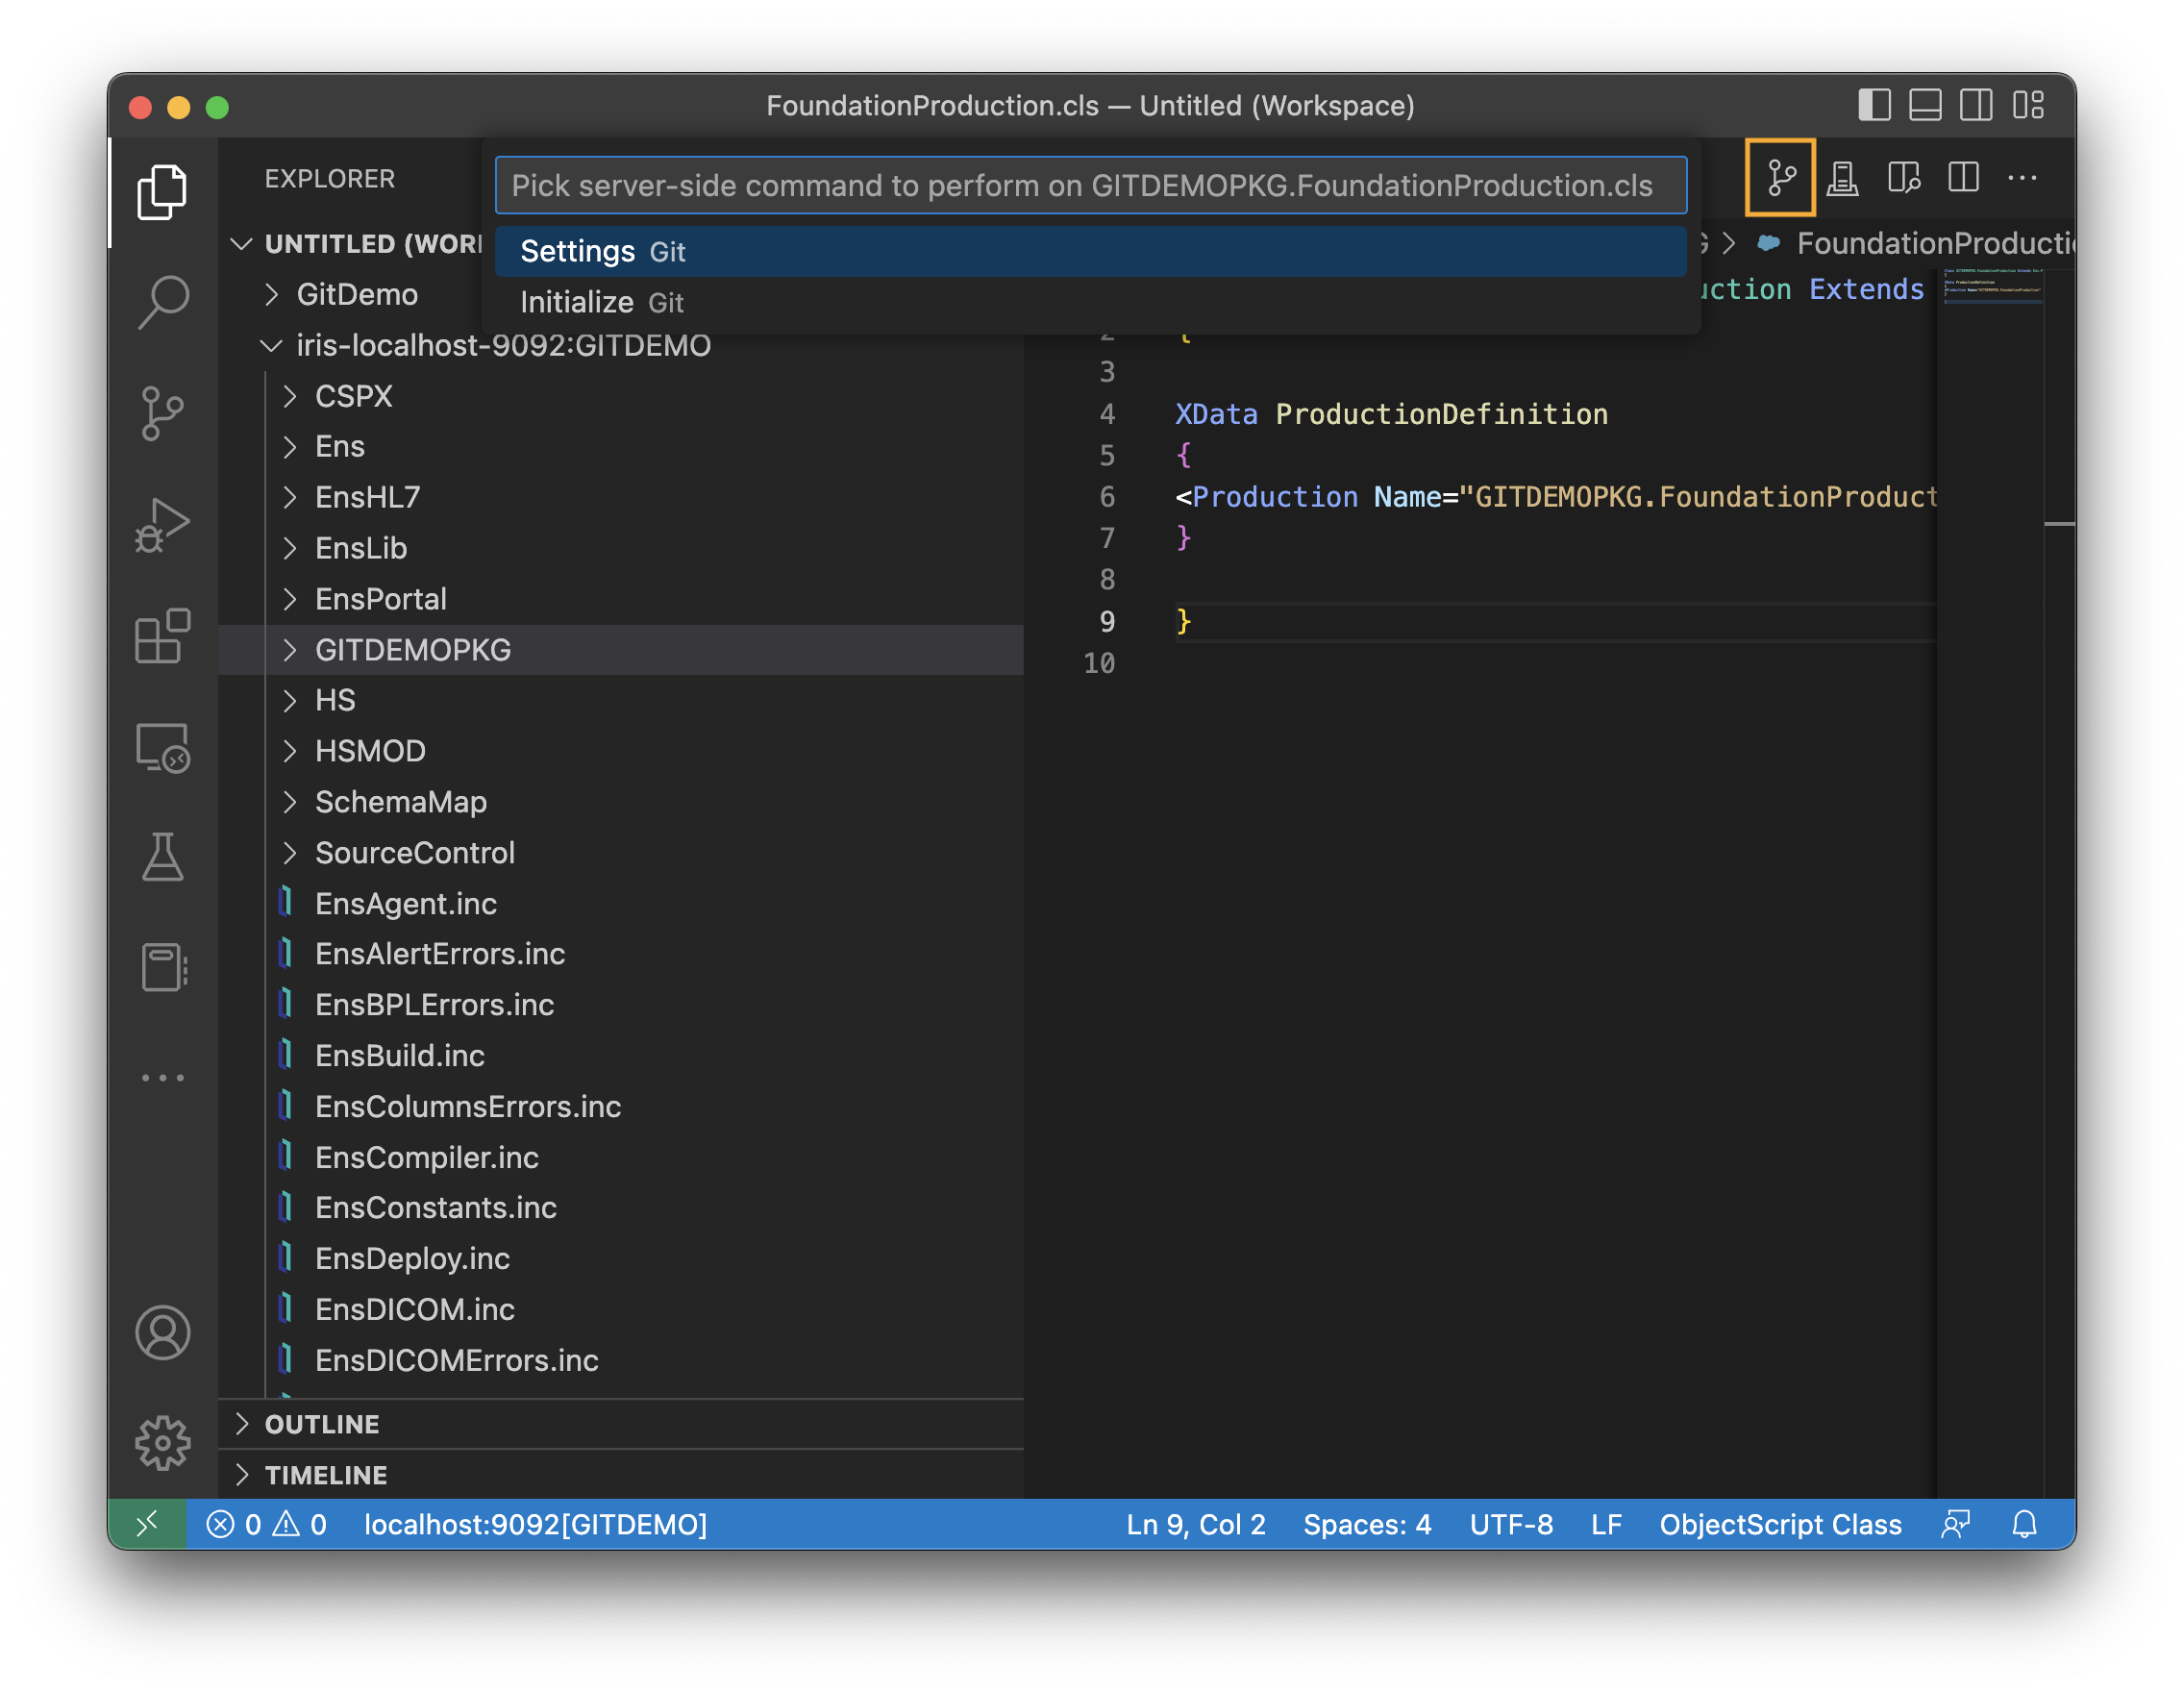 FoundationProduction.cls — Untitled (Workspace)
EXPLORER
Pick server-side command to perform on GITDEMOPKG.FoundationProduction.cls
Settings Git
Initialize Git
UNTITLED (WOR
GitDemo
iris-localhost-9092:GITDEMO
CSPX
Ens
EnsHL7
EnsLib
EnsPortal
GITDEMOPKG
HS
HSMOD
SchemaMap
SourceControl
EnsAgent.inc
EnsAlertErrors.inc
EnsBPLErrors.inc
EnsBuild.inc
EnsColumnsErrors.inc
EnsCompiler.inc
EnsConstants.inc
EnsDeploy.inc
EnsDICOM.inc
EnsDICOMErrors.inc
OUTLINE
TIMELINE
FoundationProducti
uction Extends
2 {
3
4 XData ProductionDefinition
5 {
6 <Production Name="GITDEMOPKG.FoundationProduct
7 }
8
9 }
10
0 0 localhost:9092[GITDEMO] Ln 9, Col 2 Spaces: 4 UTF-8 LF ObjectScript Class